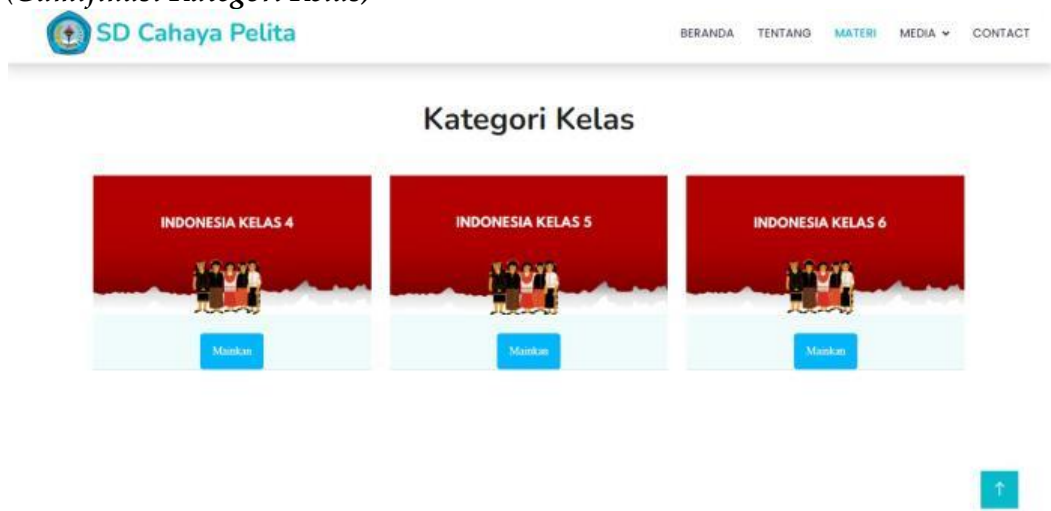 SD Cahaya Pelita
BERANDA TENTANG MATERI MEDIA CONTACT
Kategori Kelas
INDONESIA KELAS 4
INDONESIA KELAS 5
INDONESIA KELAS 6
Mainkan
Mainkan
Mainkan